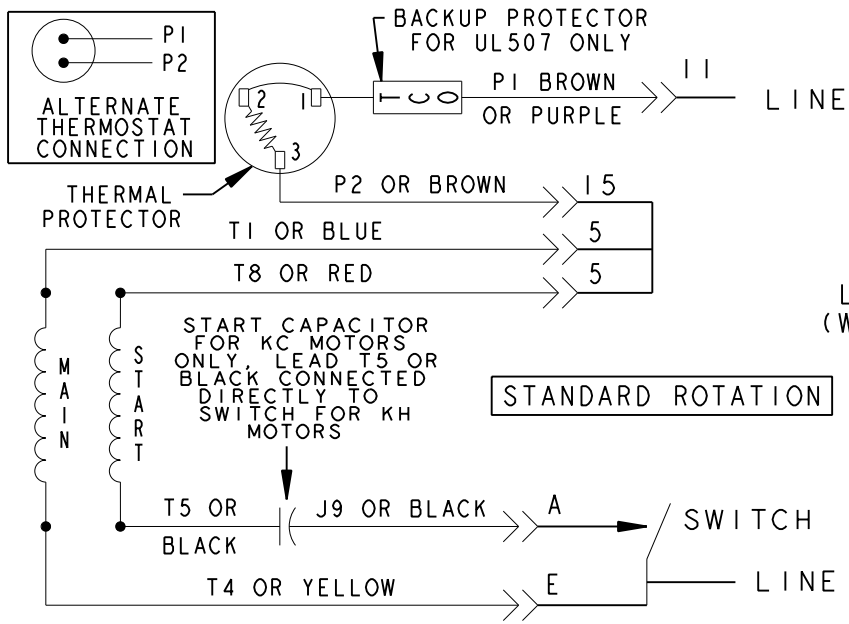 P1
P2
ALTERNATE
THERMOSTAT
CONNECTION
BACKUP PROTECTOR
FOR UL507 ONLY
2
1
3
TCO
P1 BROWN
OR PURPLE
11
LINE
THERMAL
PROTECTOR
P2 OR BROWN
15
T1 OR BLUE
5
T8 OR RED
5
L
(W
START CAPACITOR
FOR KC MOTORS
ONLY, LEAD T5 OR
BLACK CONNECTED
DIRECTLY TO
SWITCH FOR KH
MOTORS
MAIN
START
STANDARD ROTATION
T5 OR
BLACK
J9 OR BLACK
A
SWITCH
T4 OR YELLOW
E
LINE